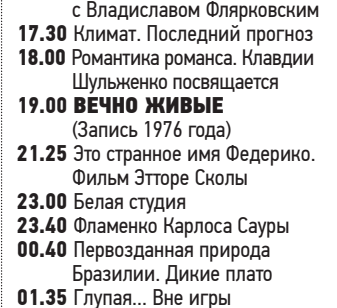 с Владиславом Флярковским
17.30 Климат. Последний прогноз
18.00 Романтика романса. Клавдии
Шульженко посвящается
19.00 ВЕЧНО ЖИВЫЕ
(Запись 1976 года)
21.25 Это странное имя Федерико.
Фильм Этторе Сколы
23.00 Белая студия
23.40 Фламенко Карлоса Сауры
00.40 Первозданная природа
Бразилии. Дикие плато
01.35 Глупая... Вне игры